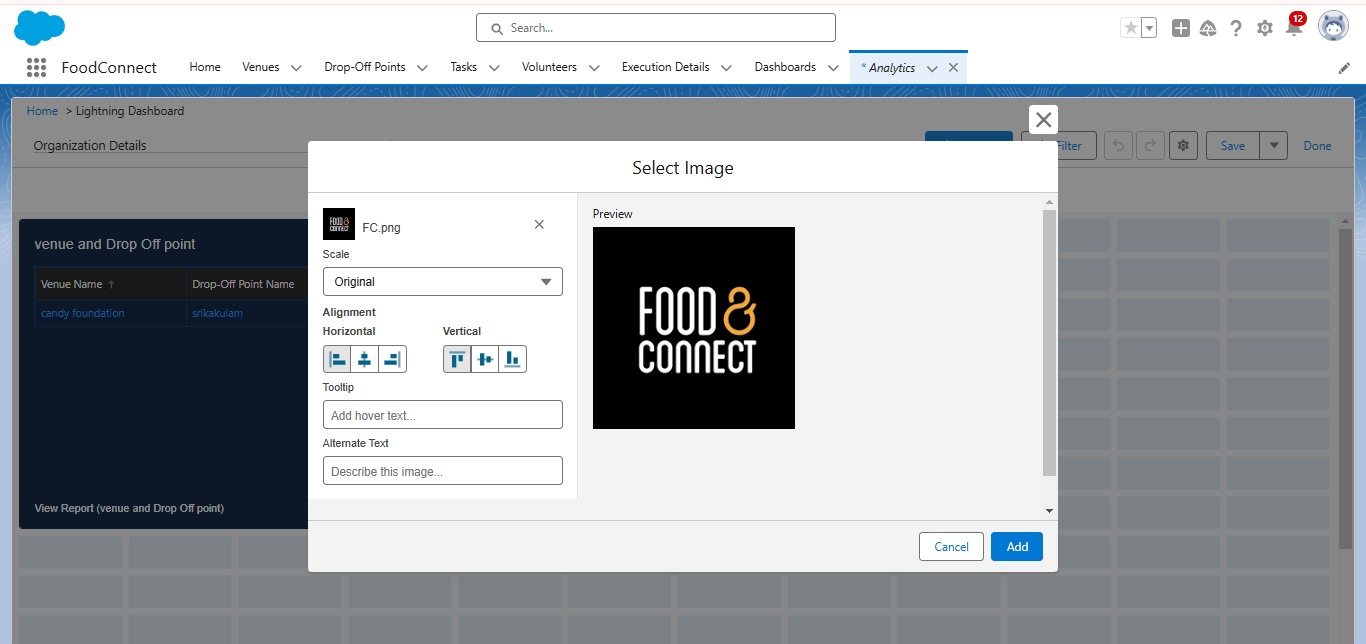 Search...
12
FoodConnect
Home
Venues
Drop-Off Points
Tasks
Volunteers
Execution Details
Dashboards
* Analytics
Home > Lightning Dashboard
Organization Details
Filter
Save
Done
Select Image
venue and Drop Off point
Venue Name ↑
Drop-Off Point Name
candy foundation
srikakulam
View Report (venue and Drop Off point)
FOOD &
CONNECT
FC.png
Scale
Original
Alignment
Horizontal
Vertical
Tooltip
Add hover text...
Alternate Text
Describe this image...
Preview
FOOD &
CONNECT
Cancel
Add